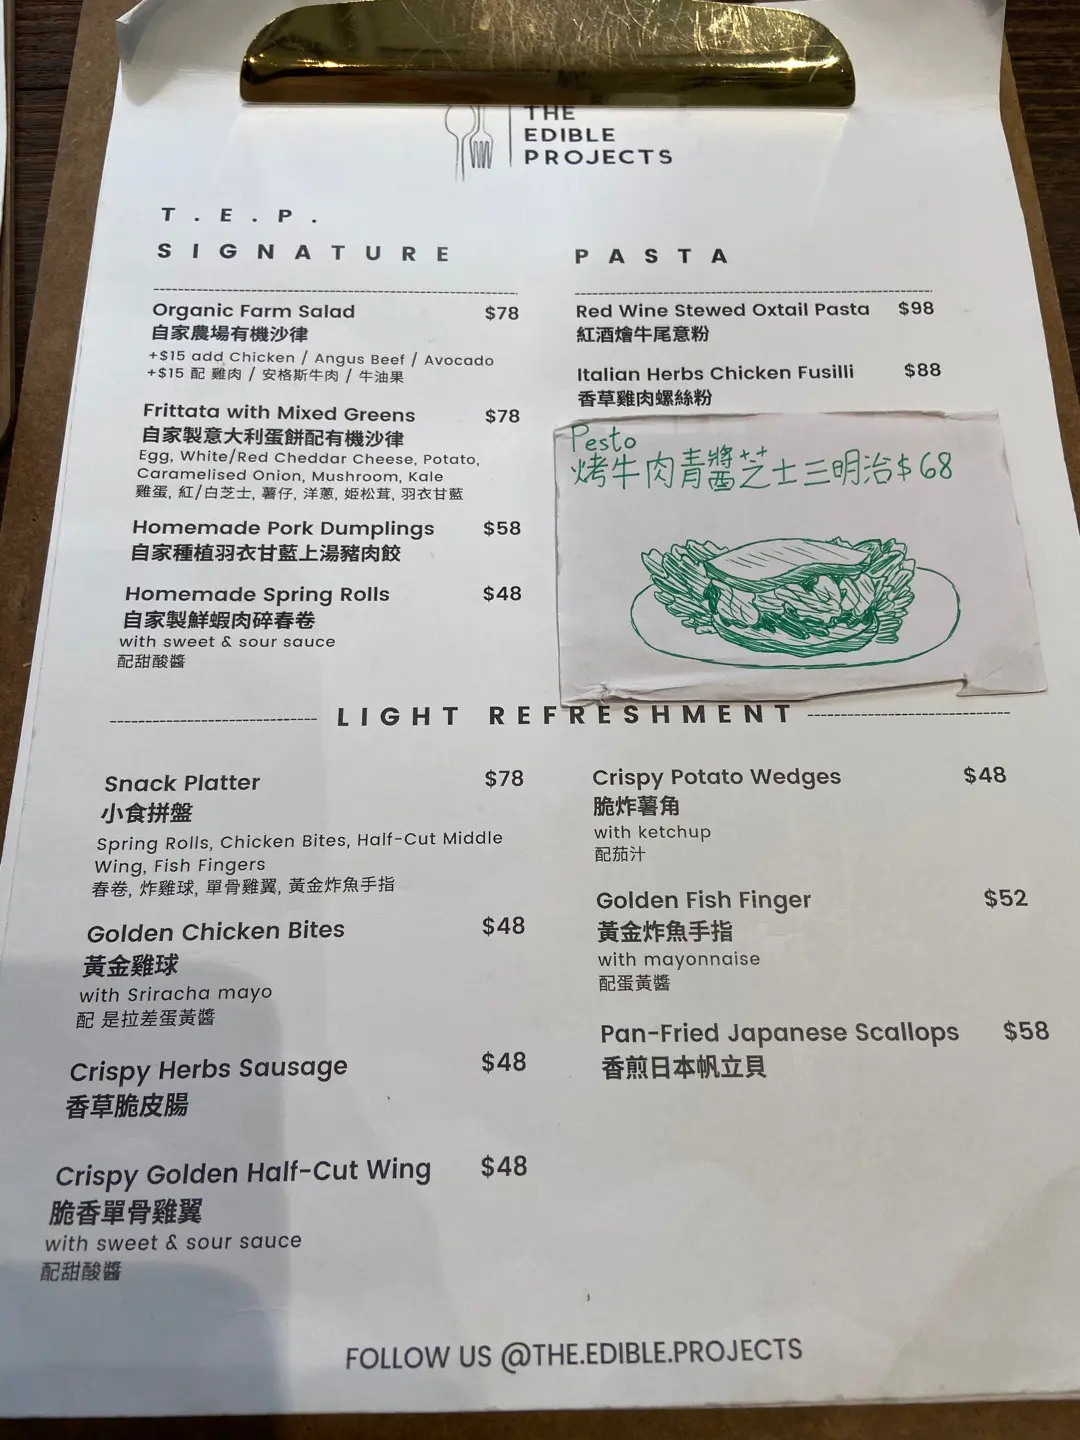 THE
EDIBLE
PROJECTS
T.E.P.
SIGNATURE
Organic Farm Salad $78
自家農場有機沙律
+$15 add Chicken / Angus Beef / Avocado
+$15 配 雞肉 / 安格斯牛肉 / 牛油果
Frittata with Mixed Greens $78
自家製意大利蛋餅配有機沙律
Egg, White/Red Cheddar Cheese, Potato,
Caramelised Onion, Mushroom, Kale
雞蛋, 紅/白芝士, 薯仔, 洋蔥, 姬松茸, 羽衣甘藍
Homemade Pork Dumplings $58
自家種植羽衣甘藍上湯豬肉餃
Homemade Spring Rolls $48
自家製鮮蝦肉碎春卷
with sweet & sour sauce
配甜酸醬
PASTA
Red Wine Stewed Oxtail Pasta $98
紅酒燴牛尾意粉
Italian Herbs Chicken Fusilli $88
香草雞肉螺絲粉
Pesto
烤牛肉青醬芝士三明治$68
LIGHT REFRESHMENT
Snack Platter $78
小食拼盤
Spring Rolls, Chicken Bites, Half-Cut Middle
Wing, Fish Fingers
春卷, 炸雞球, 單骨雞翼, 黃金炸魚手指
Golden Chicken Bites $48
黃金雞球
with Sriracha mayo
配 是拉差蛋黃醬
Crispy Herbs Sausage $48
香草脆皮腸
Crispy Golden Half-Cut Wing $48
脆香單骨雞翼
with sweet & sour sauce
配甜酸醬
Crispy Potato Wedges $48
脆炸薯角
with ketchup
配茄汁
Golden Fish Finger $52
黃金炸魚手指
with mayonnaise
配蛋黃醬
Pan-Fried Japanese Scallops $58
香煎日本帆立貝
FOLLOW US @THE.EDIBLE.PROJECTS